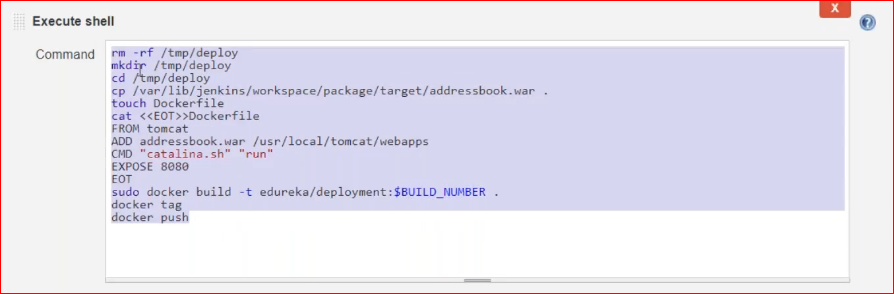 X
Execute shell
Command
rm -rf /tmp/deploy
mkdir /tmp/deploy
cd /tmp/deploy
cp /var/lib/jenkins/workspace/package/target/addressbook.war .
touch Dockerfile
cat <<EOT>>Dockerfile
FROM tomcat
ADD addressbook.war /usr/local/tomcat/webapps
CMD "catalina.sh" "run"
EXPOSE 8080
EOT
sudo docker build -t edureka/deployment:$BUILD_NUMBER .
docker tag
docker push